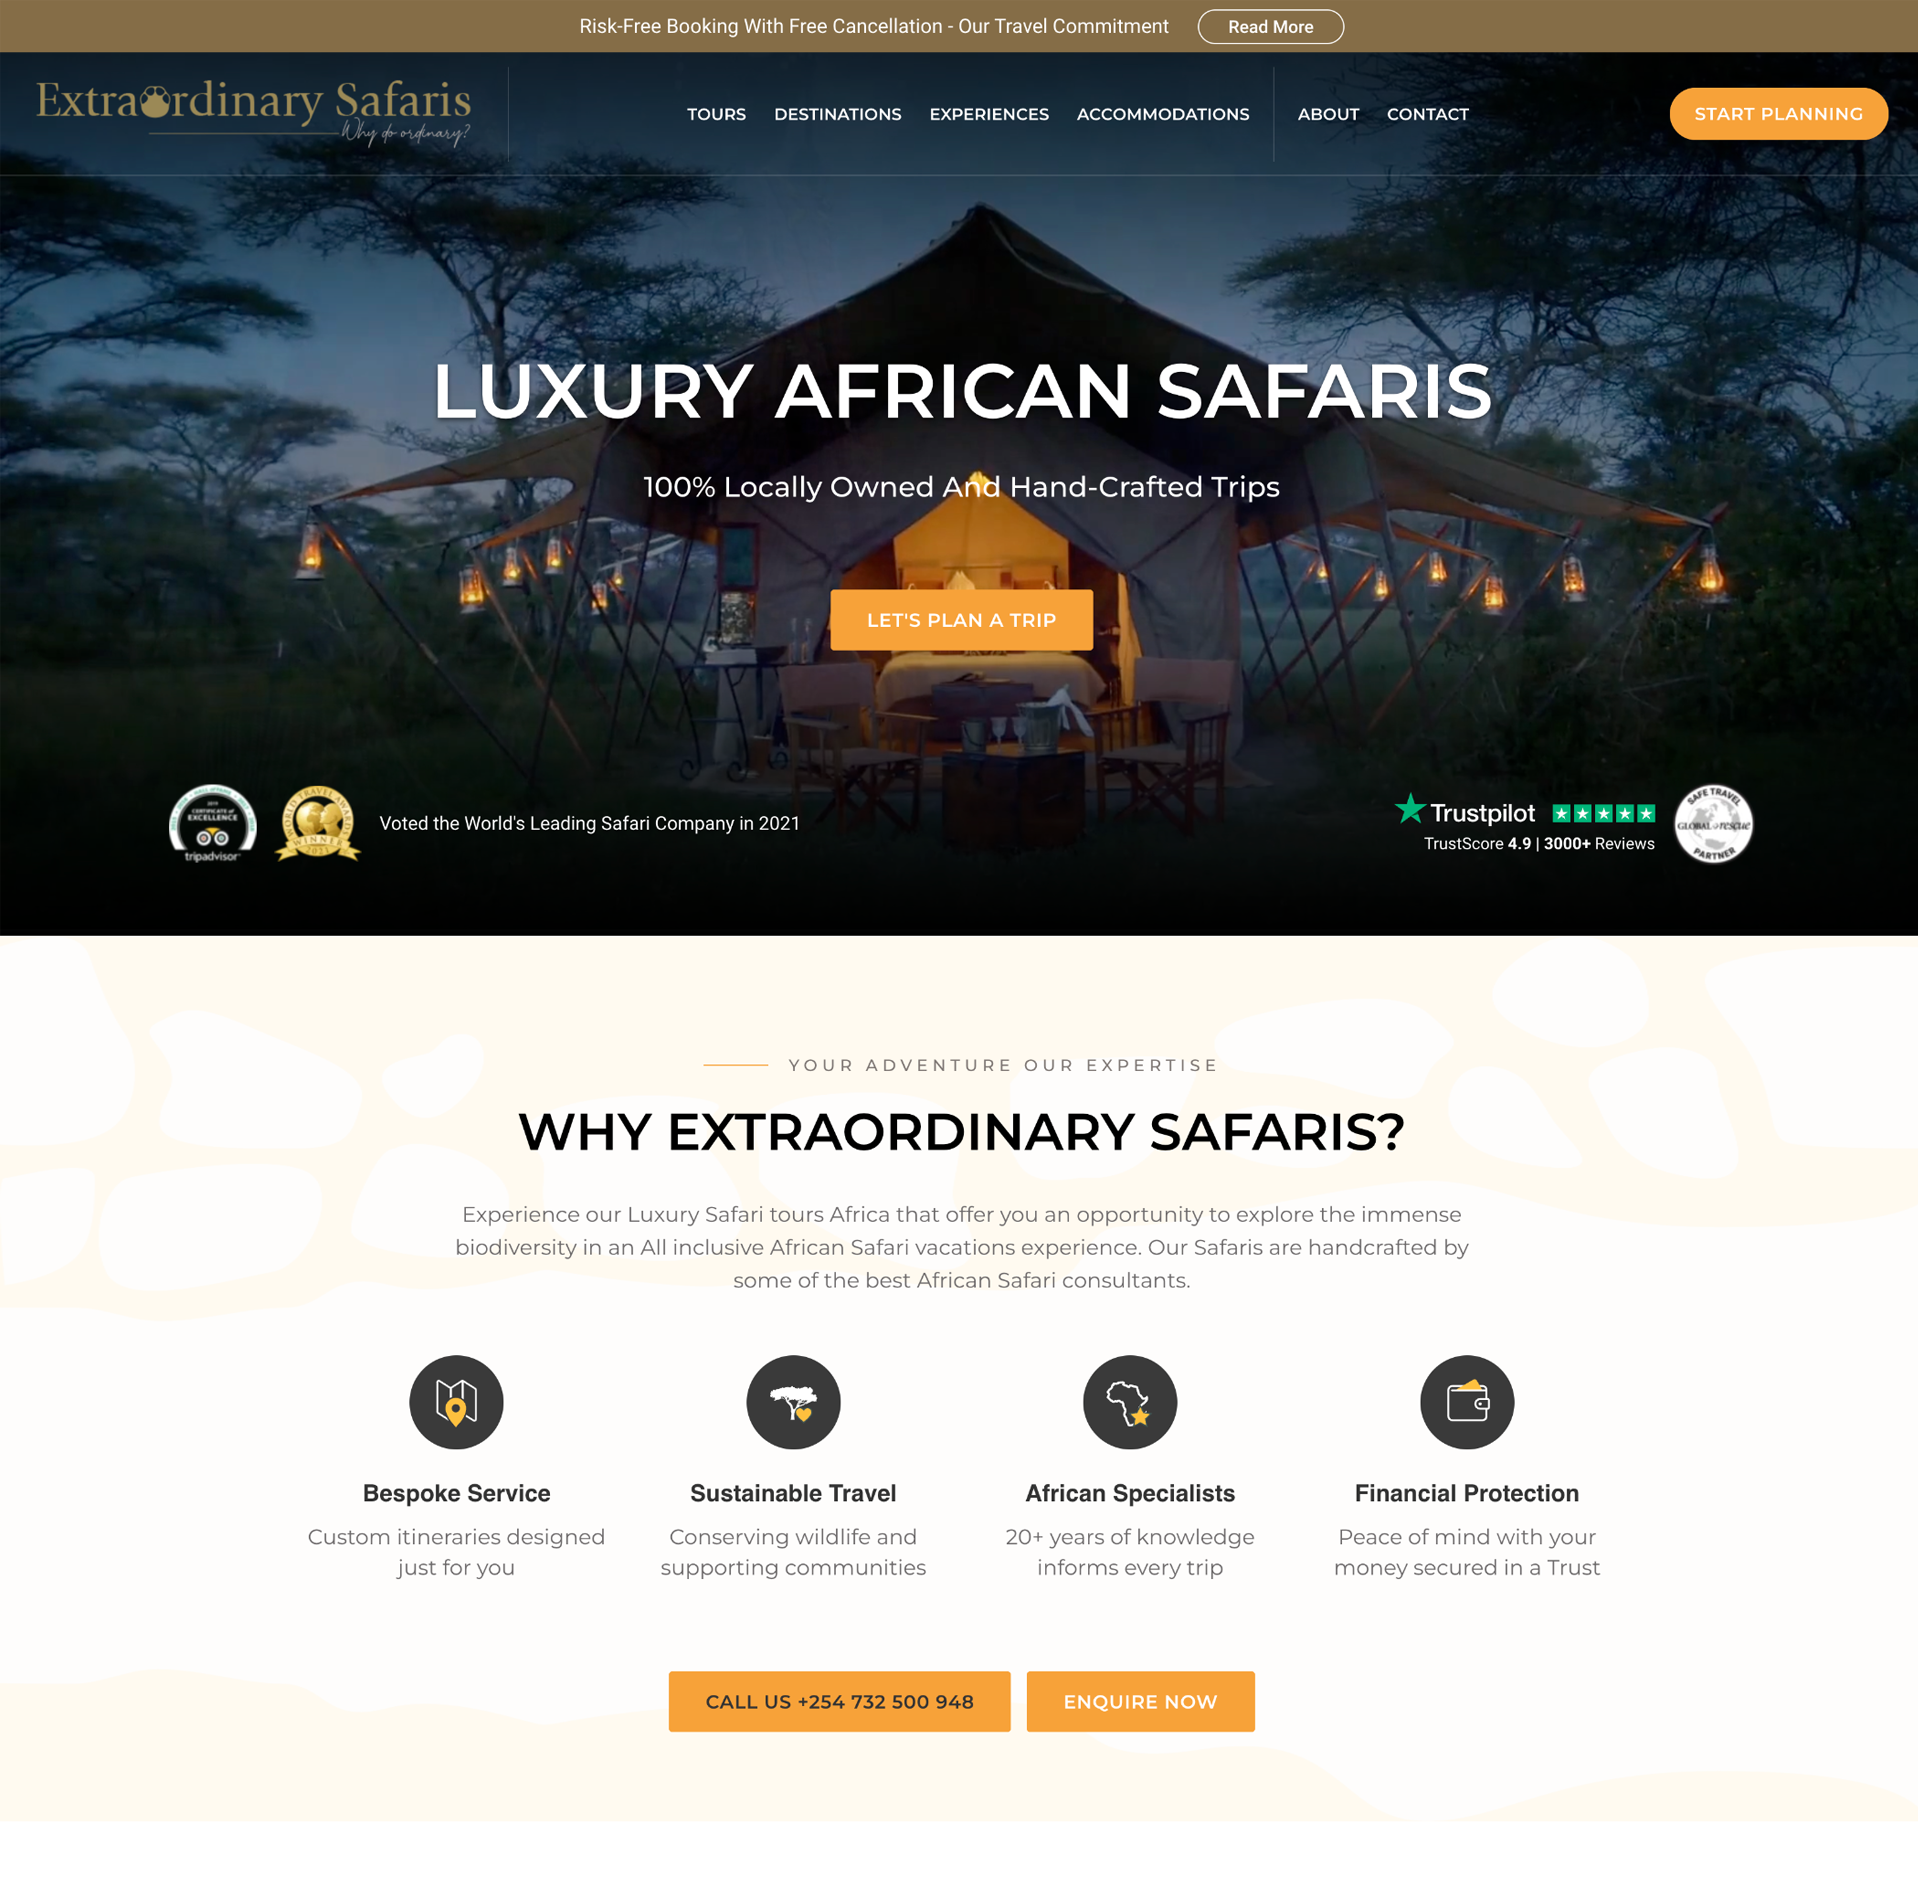 Risk-Free Booking With Free Cancellation - Our Travel Commitment Read More
Extraordinary Safaris
Why do ordinary?
TOURS DESTINATIONS EXPERIENCES ACCOMMODATIONS ABOUT CONTACT START PLANNING
LUXURY AFRICAN SAFARIS
100% Locally Owned And Hand-Crafted Trips
LET'S PLAN A TRIP
2019
CERTIFICATE of
EXCELLENCE
tripadvisor
WORLD TRAVEL AWARDS
WINNER
2021
Voted the World's Leading Safari Company in 2021
Trustpilot
TrustScore 4.9 | 3000+ Reviews
SAFE TRAVEL
GLOBAL rescue
PARTNER
YOUR ADVENTURE OUR EXPERTISE
WHY EXTRAORDINARY SAFARIS?
Experience our Luxury Safari tours Africa that offer you an opportunity to explore the immense
biodiversity in an All inclusive African Safari vacations experience. Our Safaris are handcrafted by
some of the best African Safari consultants.
Bespoke Service
Custom itineraries designed
just for you
Sustainable Travel
Conserving wildlife and
supporting communities
African Specialists
20+ years of knowledge
informs every trip
Financial Protection
Peace of mind with your
money secured in a Trust
CALL US +254 732 500 948
ENQUIRE NOW